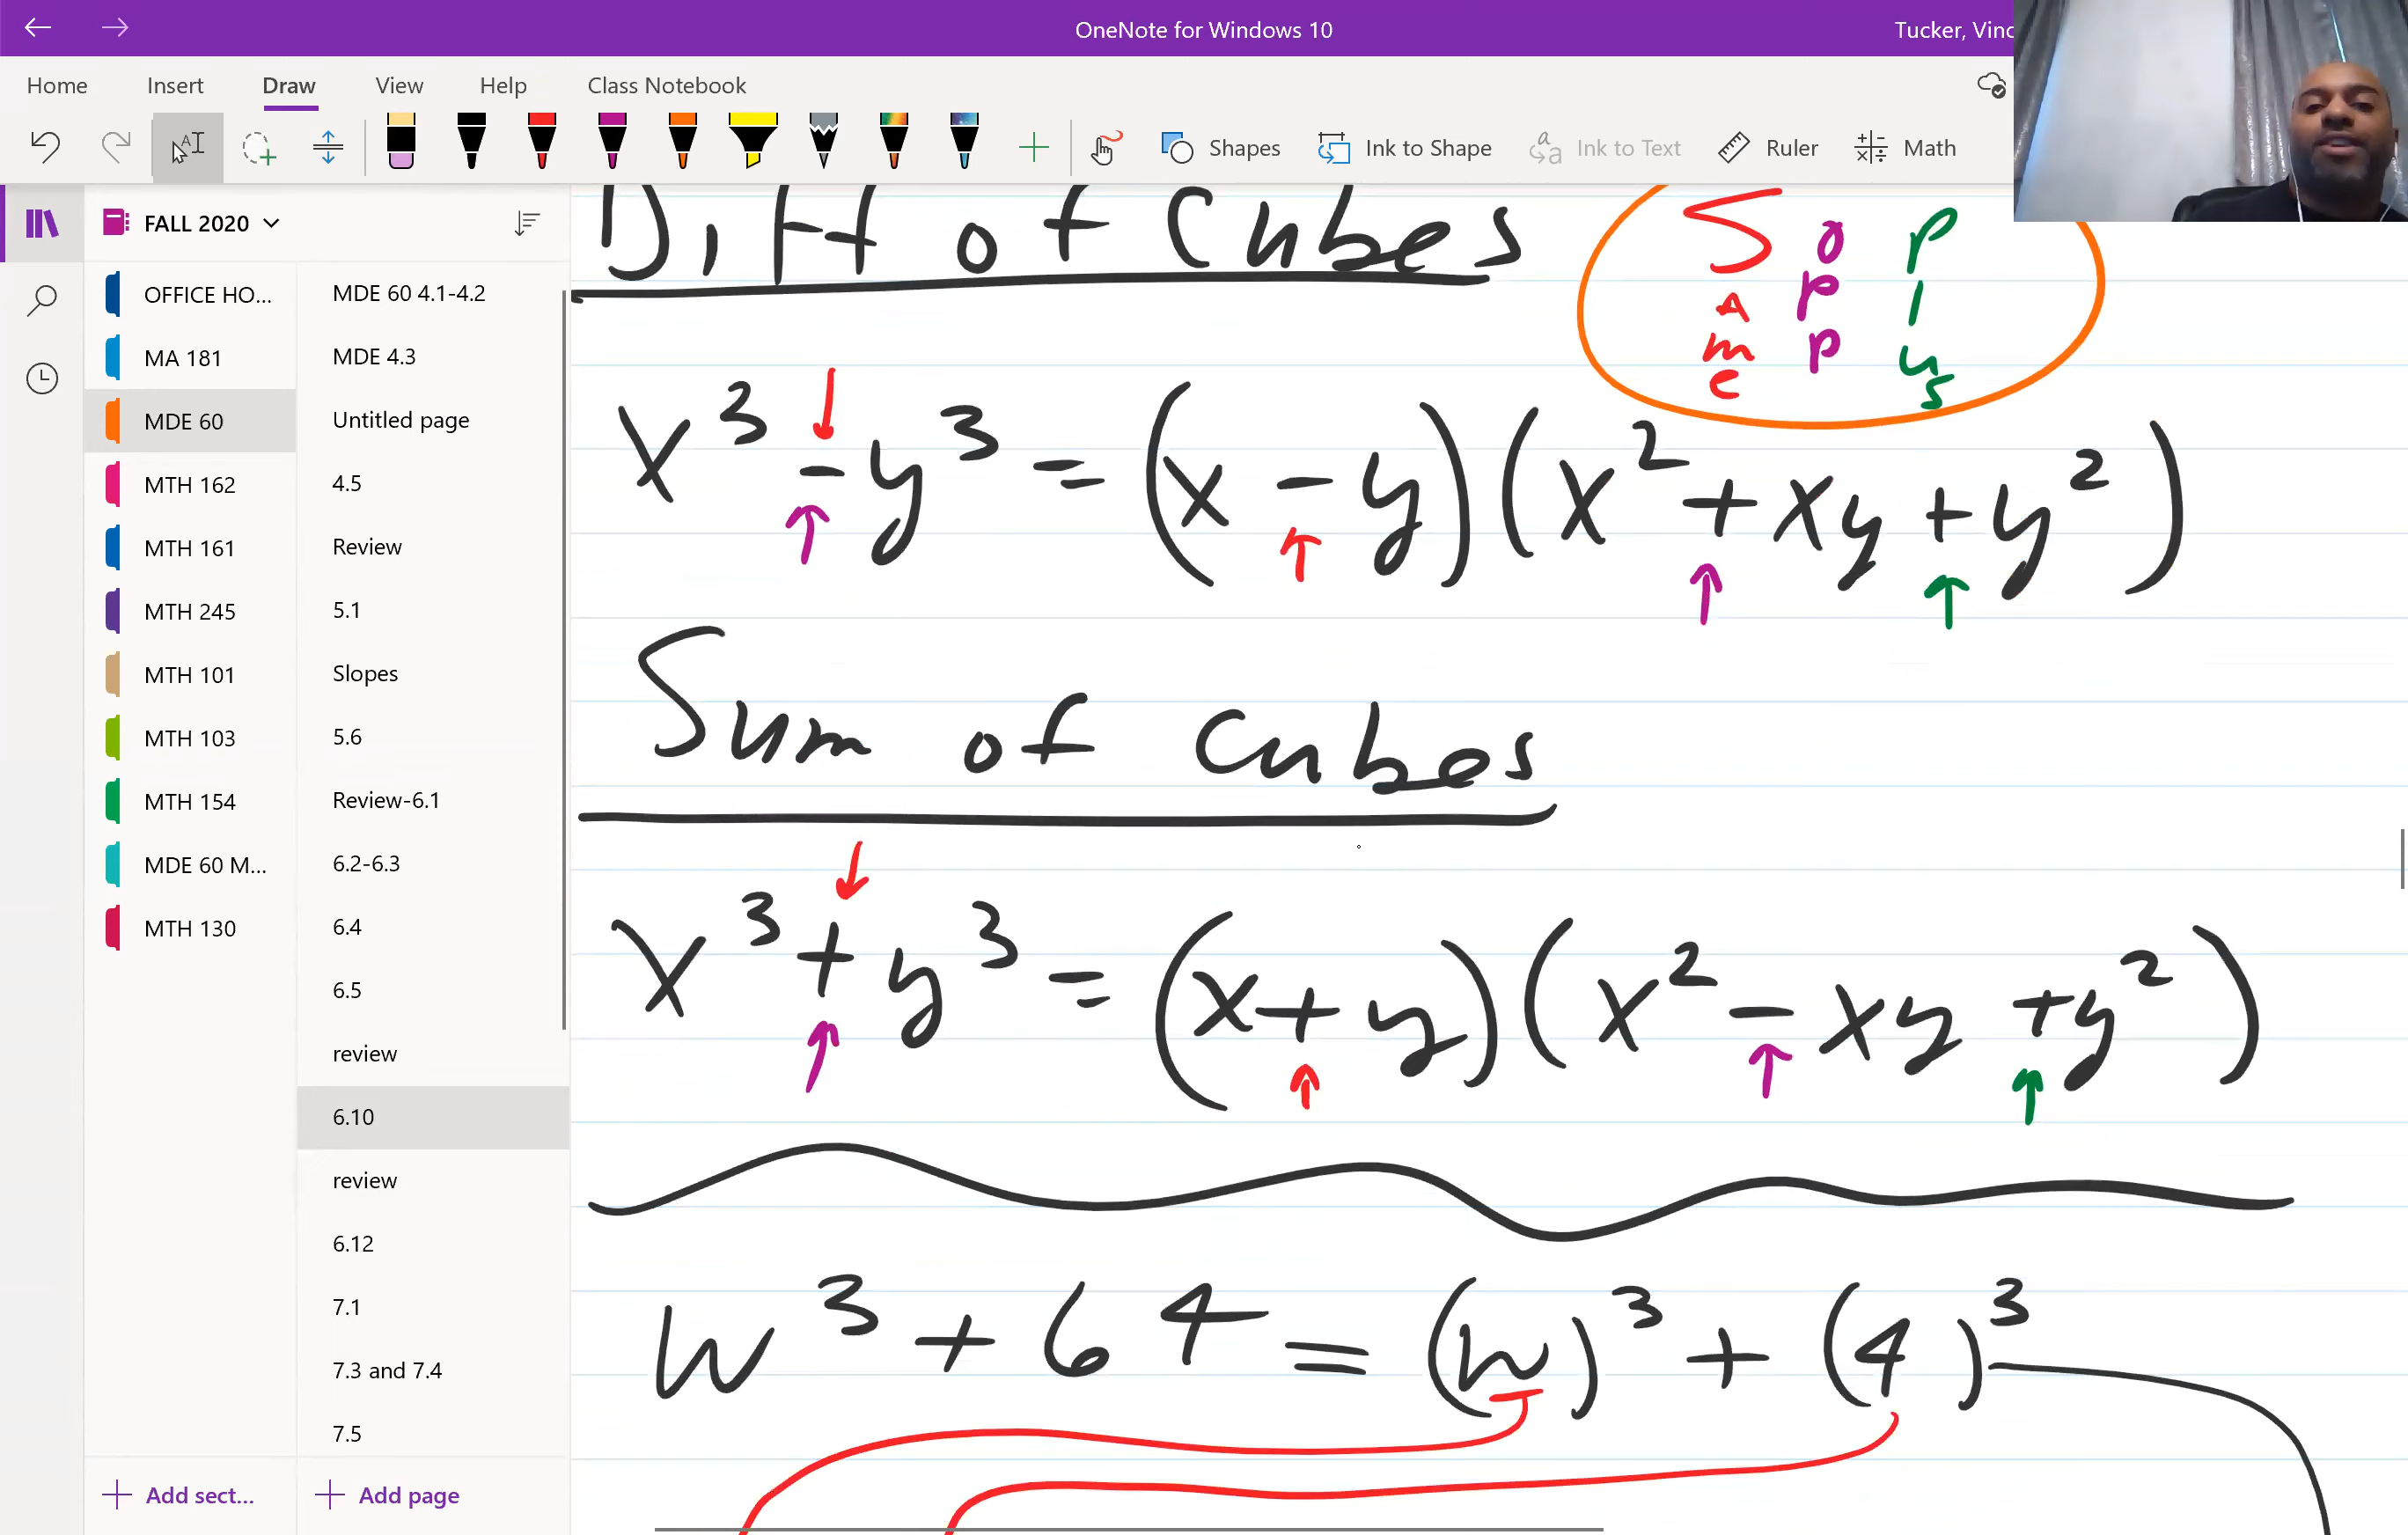 OneNote for Windows 10
Tucker, Vinc
Home Insert Draw View Help Class Notebook
Shapes Ink to Shape Ink to Text Ruler Math
FALL 2020
OFFICE HO...
MA 181
MDE 60
MTH 162
MTH 161
MTH 245
MTH 101
MTH 103
MTH 154
MDE 60 M...
MTH 130
Add sect...
MDE 60 4.1-4.2
MDE 4.3
Untitled page
4.5
Review
5.1
Slopes
5.6
Review-6.1
6.2-6.3
6.4
6.5
review
6.10
review
6.12
7.1
7.3 and 7.4
7.5
Add page
Diff of Cubes
Same Opp Plus
x³ - y³ = (x - y)(x² + xy + y²)
Sum of Cubes
x³ + y³ = (x + y)(x² - xy + y²)
w³ + 64 = (w)³ + (4)³